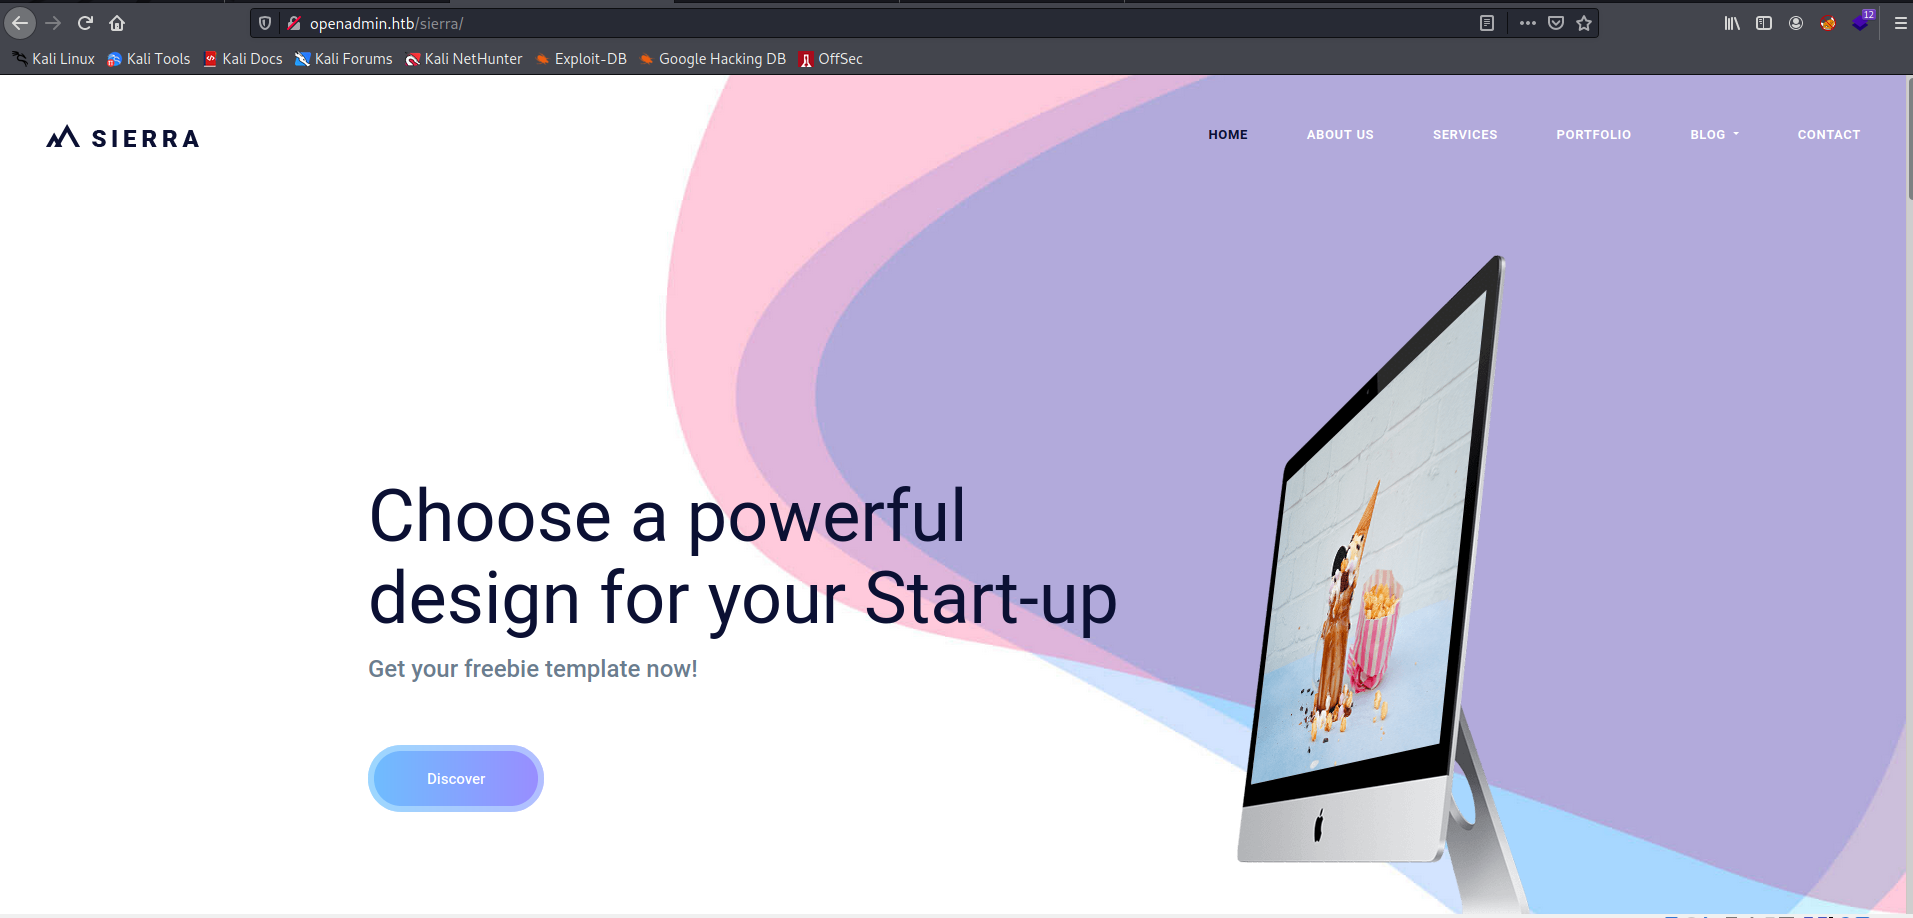 openadmin.htb/sierra/
12
Kali Linux Kali Tools Kali Docs Kali Forums Kali NetHunter Exploit-DB Google Hacking DB OffSec
SIERRA
HOME ABOUT US SERVICES PORTFOLIO BLOG CONTACT
Choose a powerful
design for your Start-up
Get your freebie template now!
Discover